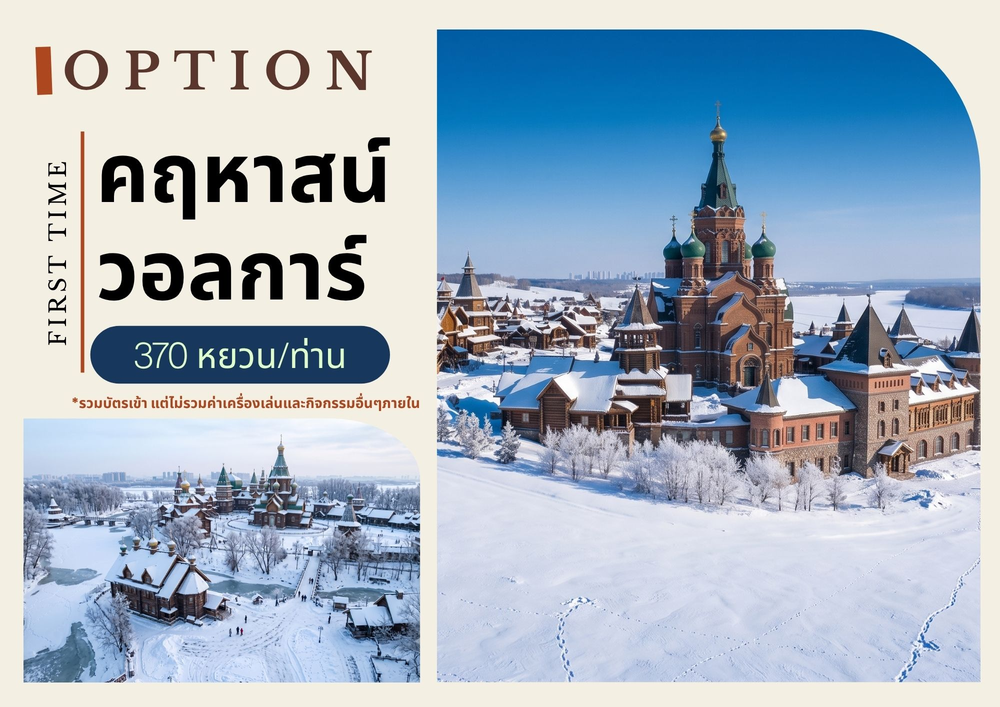 OPTION
FIRST TIME
คฤหาสน์
วอลการ์
370 หยวน/ท่าน
*รวมบัตรเข้า แต่ไม่รวมค่าเครื่องเล่นและกิจกรรมอื่นๆภายใน